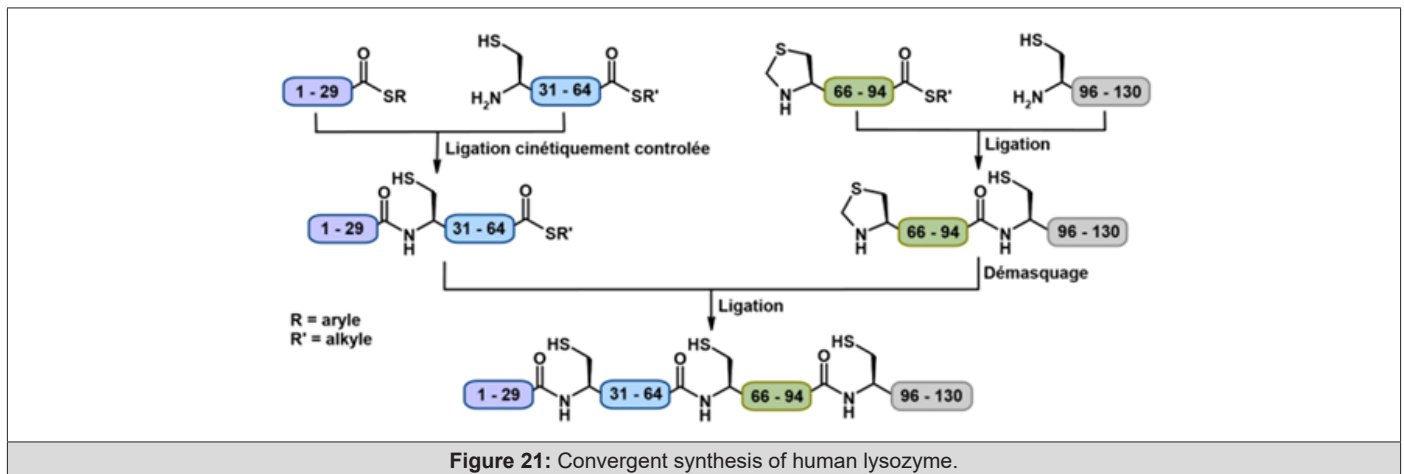 HS
O
S
O
HS
1 - 29
SR
H₂N
31 - 64
SR'
N
H
66 - 94
SR'
H₂N
96 - 130
Ligation cinétiquement controlée
Ligation
O
HS
O
S
O
HS
1 - 29
N
H
31 - 64
SR'
N
H
66 - 94
N
H
96 - 130
Démasquage
Ligation
R = aryle
R' = alkyle
O
HS
O
HS
O
HS
1 - 29
N
H
31 - 64
N
H
66 - 94
N
H
96 - 130
Figure 21: Convergent synthesis of human lysozyme.